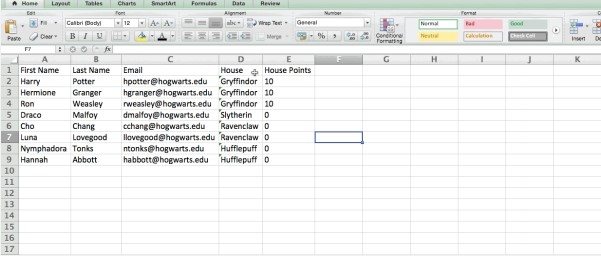 Home Layout Tables Charts SmartArt Formulas Data Review
Edit Font Alignment Number Format
Fill Calibri (Body) 12 A- A- abc Wrap Text General Normal Bad Good
Paste Clear B I U A Merge % Conditional Formatting Neutral Calculation Check Cell Insert De
F7 fx
A B C D E F G H I J K
1 First Name Last Name Email House House Points
2 Harry Potter hpotter@hogwarts.edu Gryffindor 10
3 Hermione Granger hgranger@hogwarts.edu Gryffindor 10
4 Ron Weasley rweasley@hogwarts.edu Gryffindor 10
5 Draco Malfoy dmalfoy@hogwarts.edu Slytherin 0
6 Cho Chang cchang@hogwarts.edu Ravenclaw 0
7 Luna Lovegood llovegood@hogwarts.edu Ravenclaw 0
8 Nymphadora Tonks ntonks@hogwarts.edu Hufflepuff 0
9 Hannah Abbott habbott@hogwarts.edu Hufflepuff 0
10
11
12
13
14
15
16
17